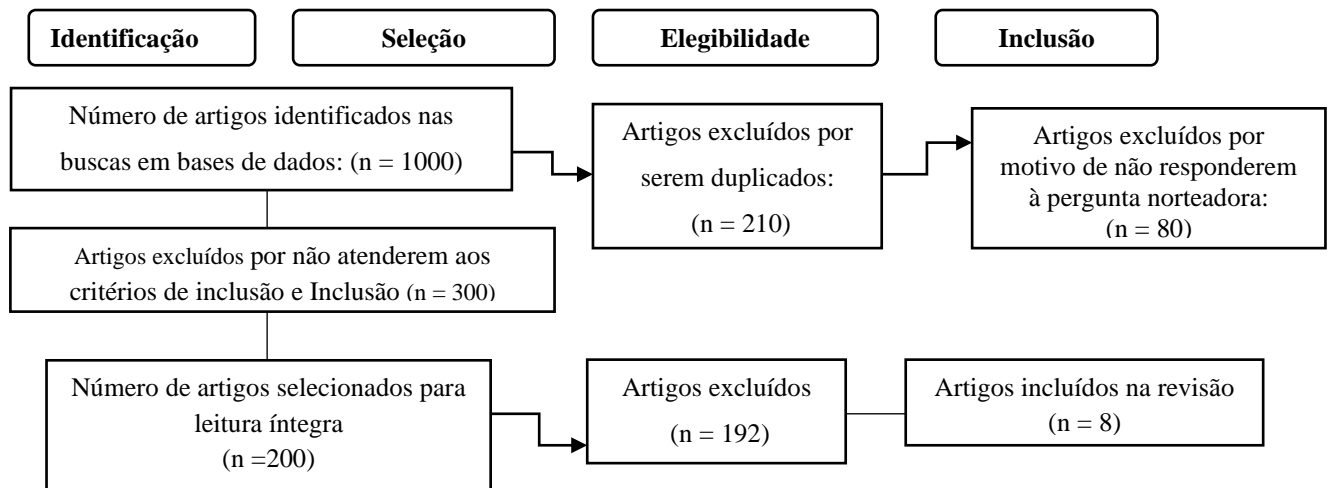 Identificação
Seleção
Elegibilidade
Inclusão
Número de artigos identificados nas
buscas em bases de dados: (n = 1000)
Artigos excluídos por
serem duplicados:
(n = 210)
Artigos excluídos por
motivo de não responderem
à pergunta norteadora:
(n = 80)
Artigos excluídos por não atenderem aos
critérios de inclusão e Inclusão (n = 300)
Número de artigos selecionados para
leitura íntegra
(n =200)
Artigos excluídos
(n = 192)
Artigos incluídos na revisão
(n = 8)